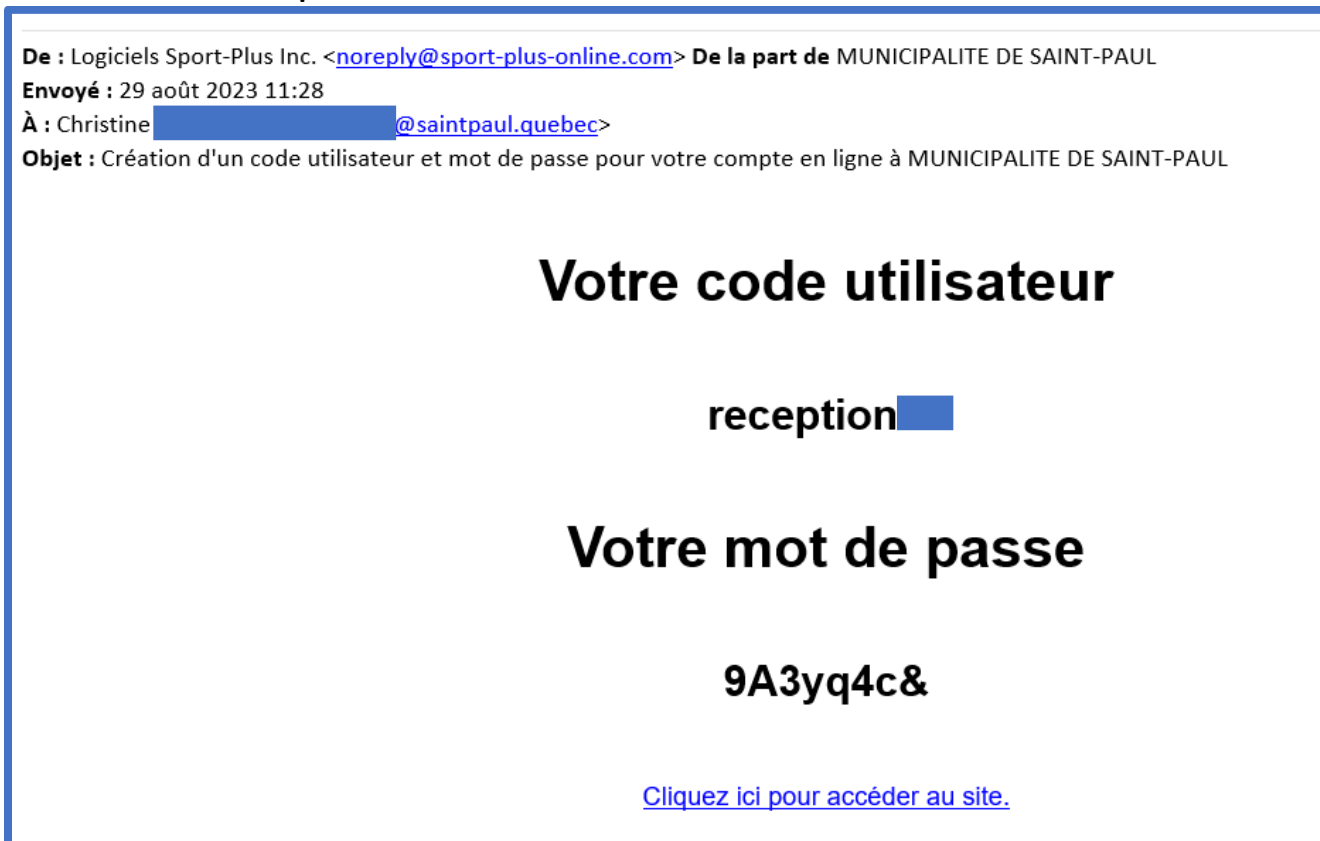 De : Logiciels Sport-Plus Inc. <noreply@sport-plus-online.com> De la part de MUNICIPALITE DE SAINT-PAUL
Envoyé : 29 août 2023 11:28
À : Christine @saintpaul.quebec>
Objet : Création d'un code utilisateur et mot de passe pour votre compte en ligne à MUNICIPALITE DE SAINT-PAUL
Votre code utilisateur
reception
Votre mot de passe
9A3yq4c&
Cliquez ici pour accéder au site.